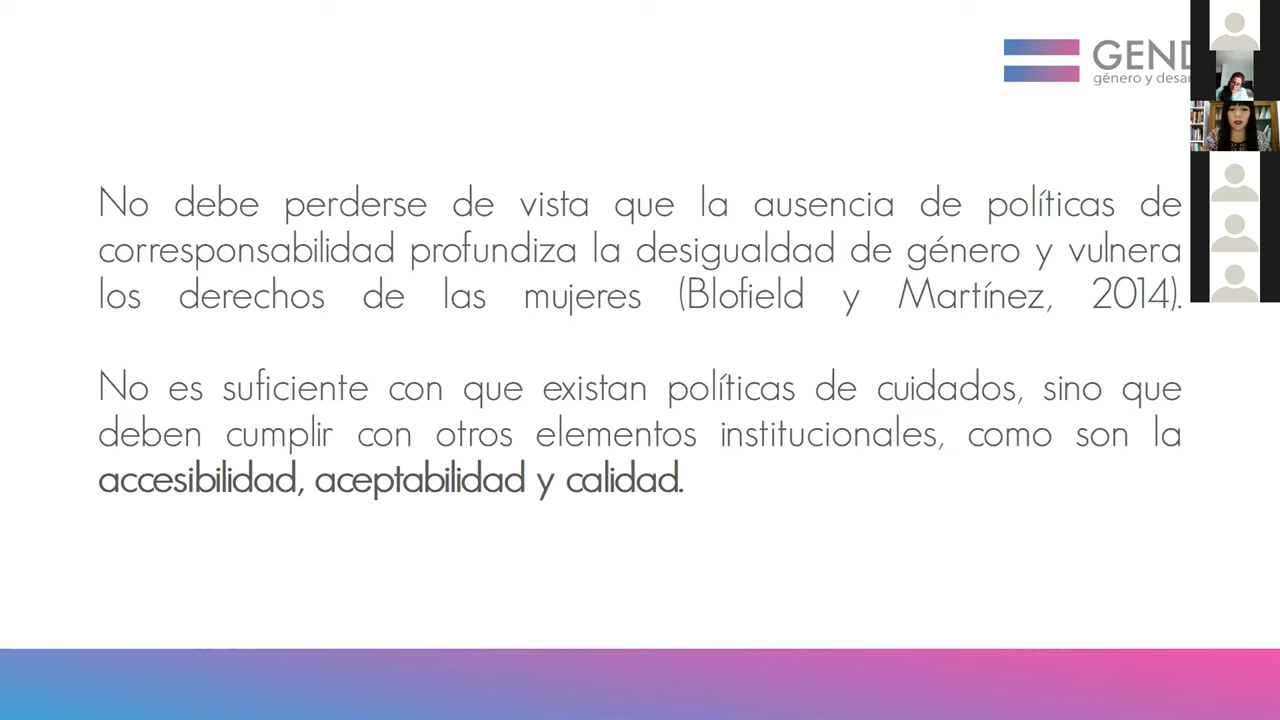 género y
No debe perderse de vista que la ausencia de políticas de
corresponsabilidad profundiza la desigualdad de género y vulnera
los derechos de las mujeres (Blofield y Martínez, 2014).
No es suficiente con que existan políticas de cuidados, sino que
deben cumplir con otros elementos institucionales, como son la
accesibilidad, aceptabilidad y calidad.